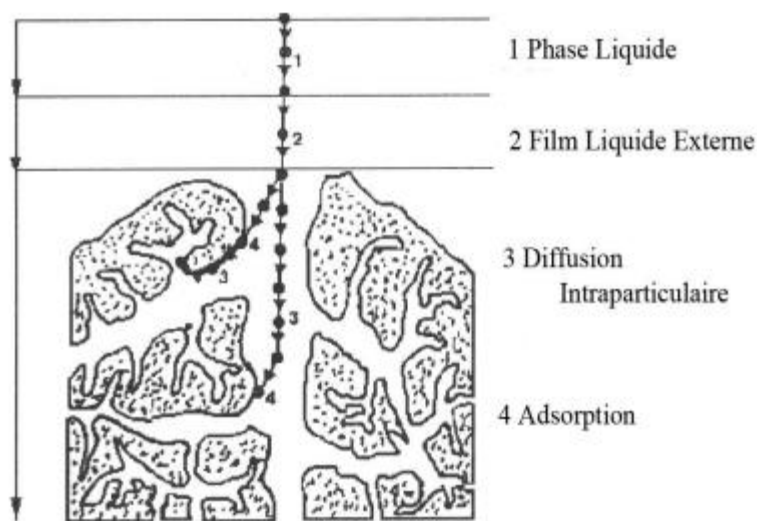 1
1 Phase Liquide
2
2 Film Liquide Externe
4
3
3 Diffusion
Intraparticulaire
3
4
4 Adsorption